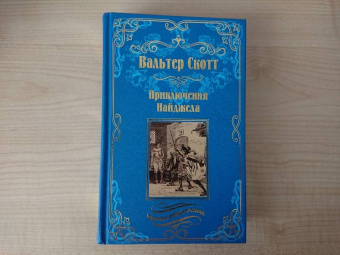 Вальтер Скотт
Приключения
Найджела